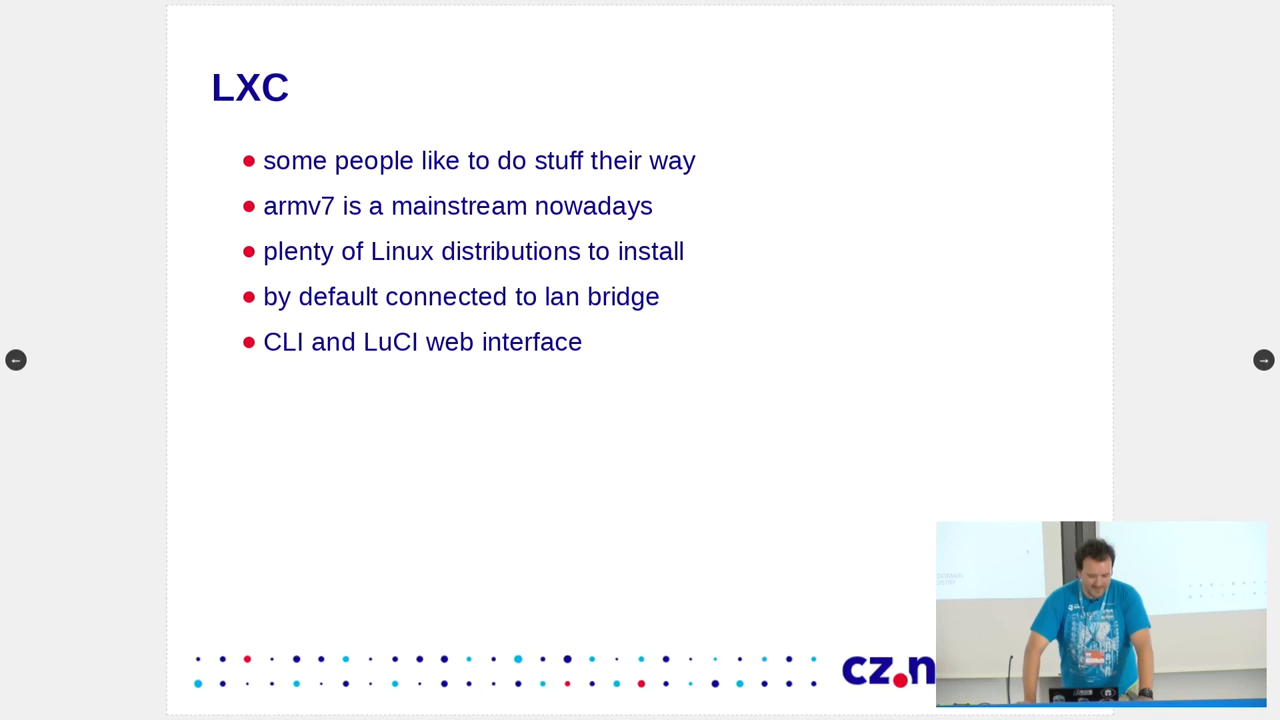 LXC
some people like to do stuff their way
armv7 is a mainstream nowadays
plenty of Linux distributions to install
by default connected to lan bridge
CLI and LuCI web interface
cz.n
DOMAIN